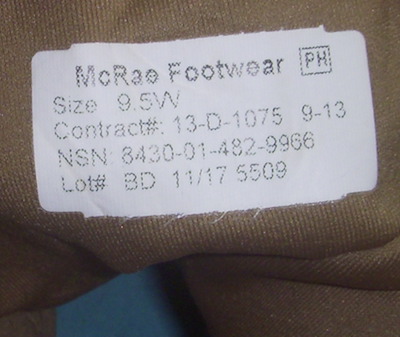 McRae Footwear PH
Size 9.5W
Contract#: 13-D-1075 9-13
NSN: 8430-01-482-9966
Lot# BD 11/17 5509